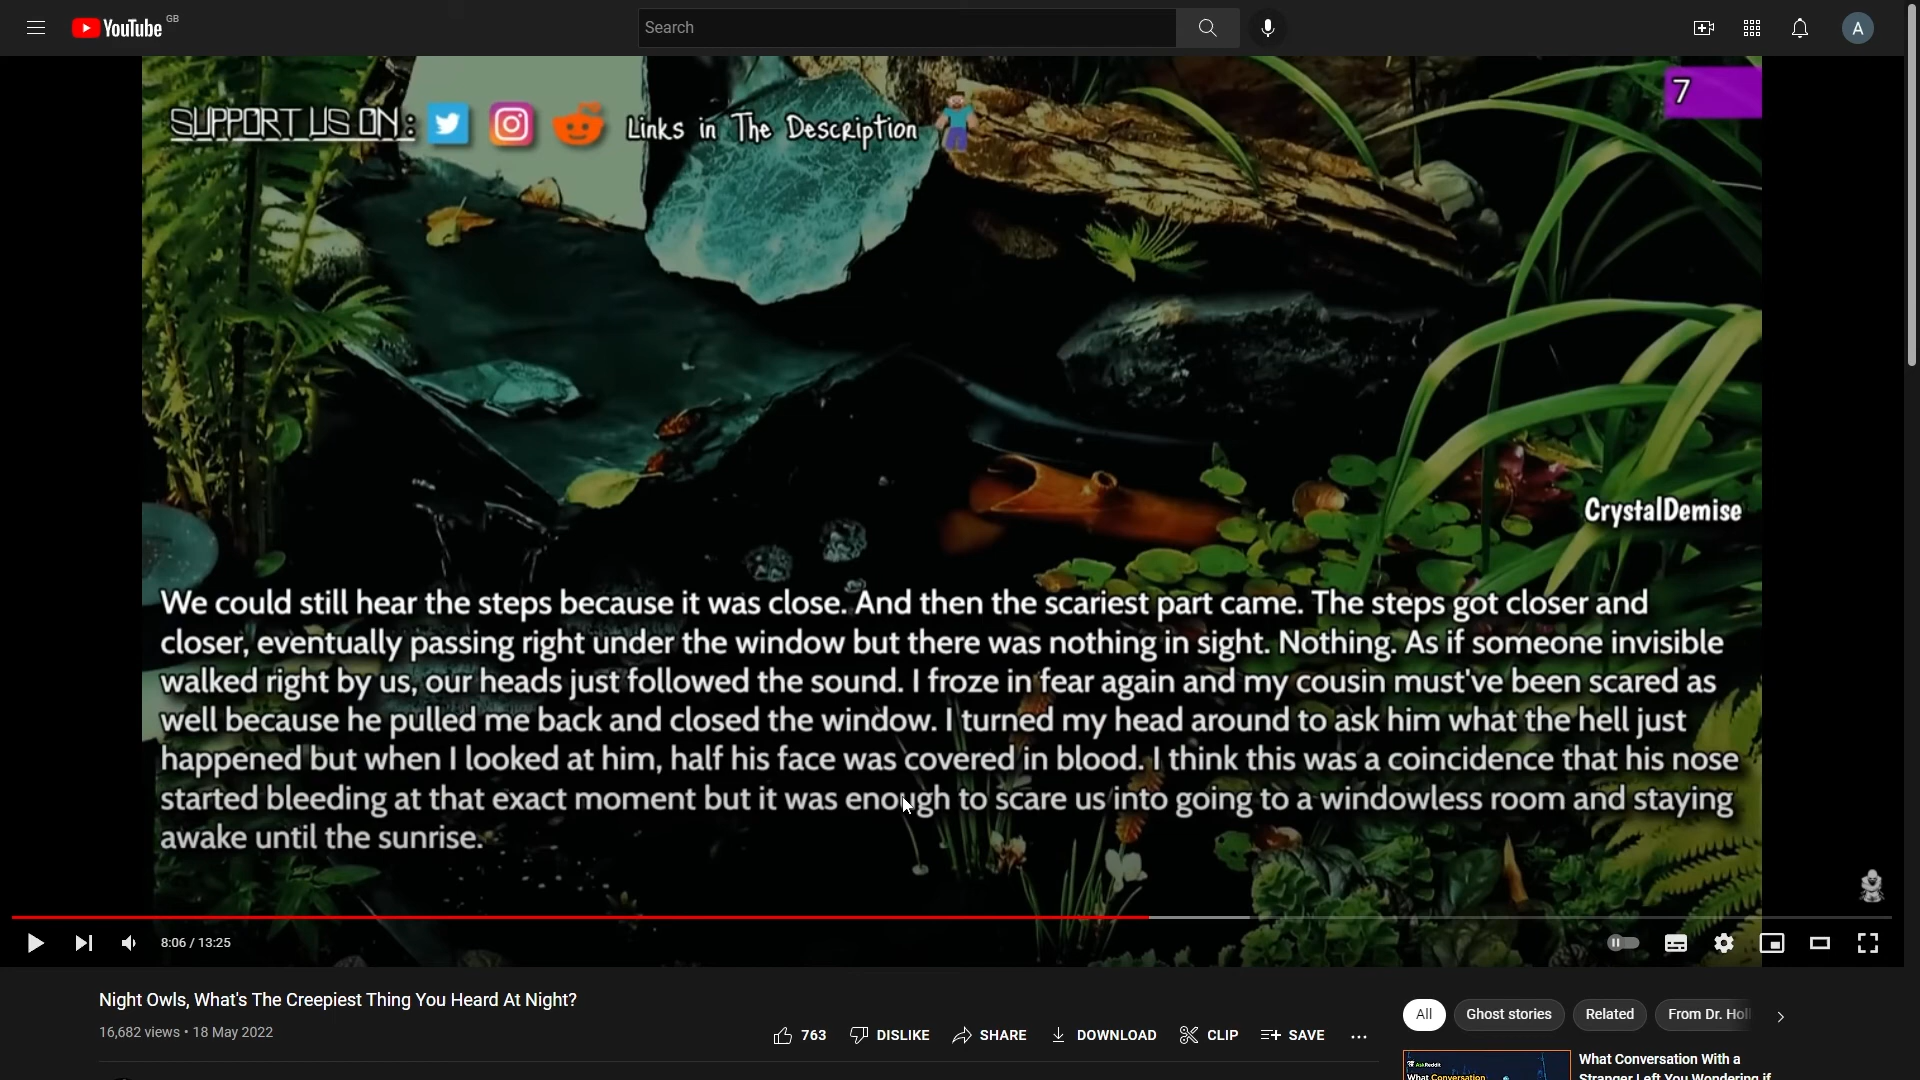 YouTube GB
Search
A
SUPPORT US ON :
Links in The Description
7
CrystalDemise
We could still hear the steps because it was close. And then the scariest part came. The steps got closer and
closer, eventually passing right under the window but there was nothing in sight. Nothing. As if someone invisible
walked right by us, our heads just followed the sound. I froze in fear again and my cousin must've been scared as
well because he pulled me back and closed the window. I turned my head around to ask him what the hell just
happened but when I looked at him, half his face was covered in blood. I think this was a coincidence that his nose
started bleeding at that exact moment but it was enough to scare us into going to a windowless room and staying
awake until the sunrise.
8:06 / 13:25
Night Owls, What's The Creepiest Thing You Heard At Night?
16,682 views • 18 May 2022
763 DISLIKE SHARE DOWNLOAD CLIP SAVE
All Ghost stories Related From Dr.
AskReddit
What Conversation
What Conversation With a
Stranger Left You Wondering if